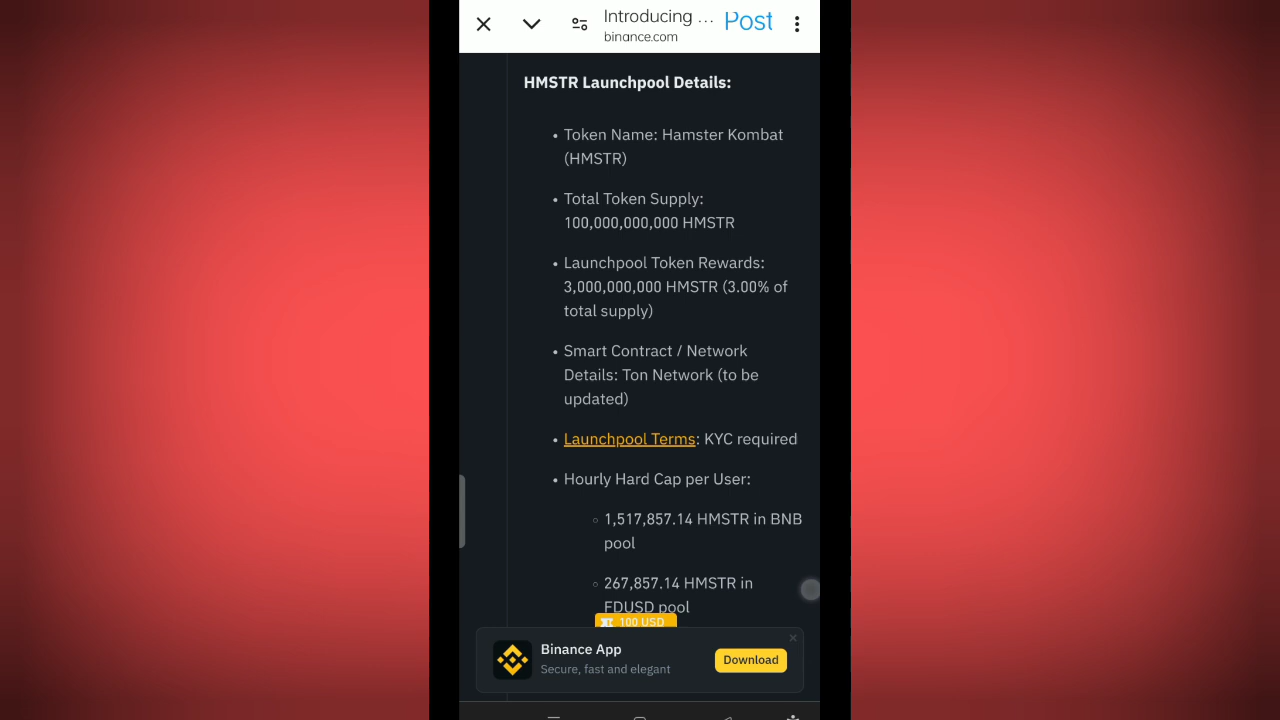 Introducing ...
Post
binance.com
HMSTR Launchpool Details:
• Token Name: Hamster Kombat
(HMSTR)
• Total Token Supply:
100,000,000,000 HMSTR
• Launchpool Token Rewards:
3,000,000,000 HMSTR (3.00% of
total supply)
• Smart Contract / Network
Details: Ton Network (to be
updated)
• Launchpool Terms: KYC required
• Hourly Hard Cap per User:
◦ 1,517,857.14 HMSTR in BNB
pool
◦ 267,857.14 HMSTR in
FDUSD pool
100 USD
Binance App
Secure, fast and elegant
Download